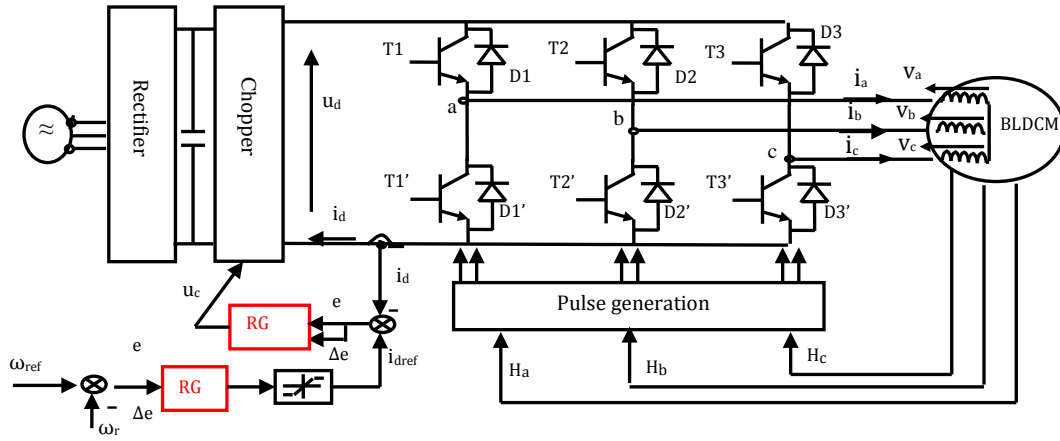 Rectifier
Chopper
≈
u_d
i_d
T1
D1
T2
D2
T3
D3
a
b
c
i_a
i_b
i_c
v_a
v_b
v_c
BLDCM
T1’
D1’
T2’
D2’
T3’
D3’
i_d
u_c
RG
e
Δe
i_dref
Pulse generation
H_a
H_b
H_c
ω_ref
ω_r
e
Δe
RG